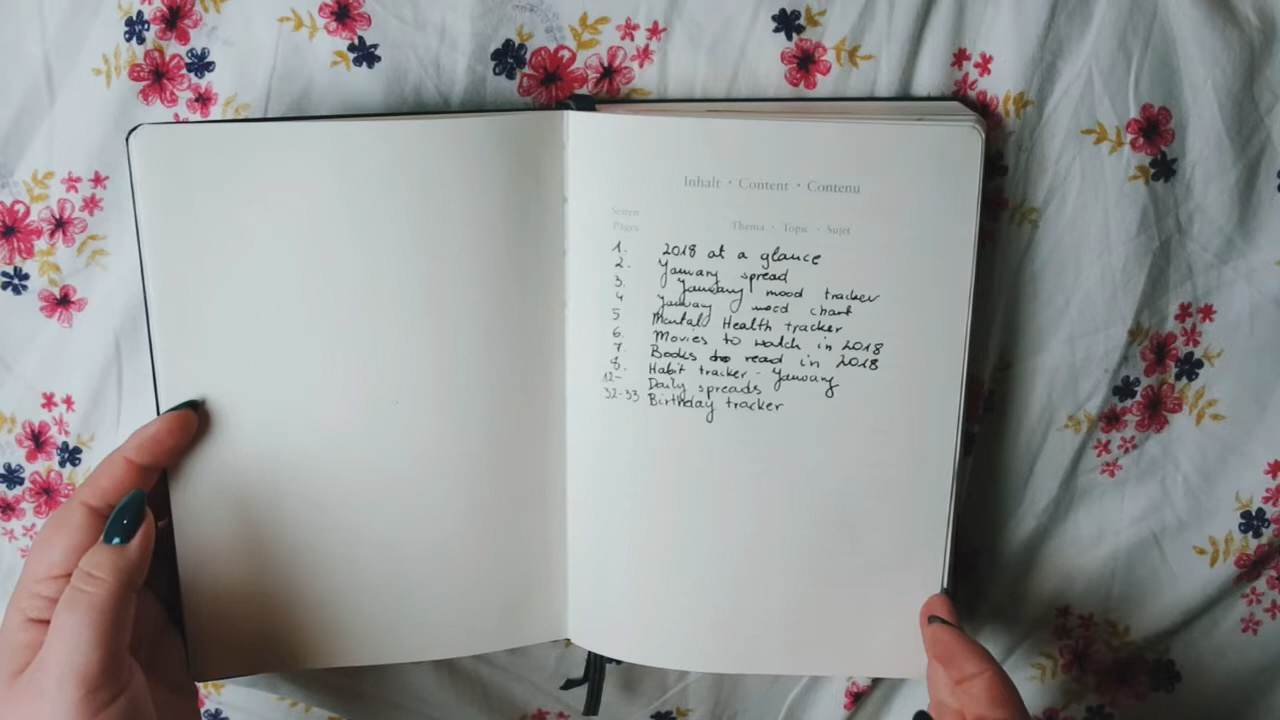 Inhalt · Content · Contenu
Seiten
Pages
Thema · Topic · Sujet
1. 2018 at a glance
2. January spread
3. January mood tracker
4 January mood chart
5 Mental Health tracker
6. Movies to watch in 2018
7. Books to read in 2018
8. Habit tracker - January
12- Daily spreads
32-33 Birthday tracker